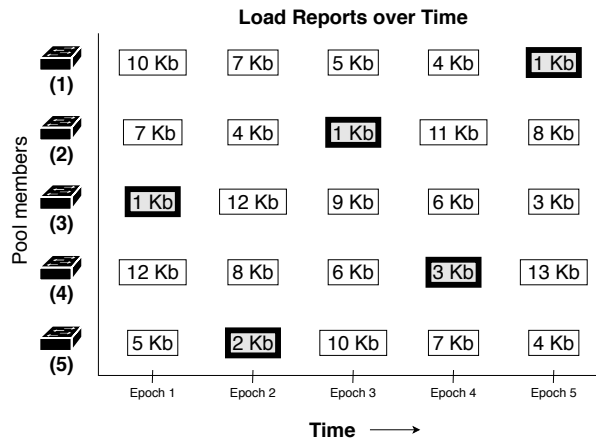 Load Reports over Time
Pool members
(1) 10 Kb 7 Kb 5 Kb 4 Kb 1 Kb
(2) 7 Kb 4 Kb 1 Kb 11 Kb 8 Kb
(3) 1 Kb 12 Kb 9 Kb 6 Kb 3 Kb
(4) 12 Kb 8 Kb 6 Kb 3 Kb 13 Kb
(5) 5 Kb 2 Kb 10 Kb 7 Kb 4 Kb
Epoch 1 Epoch 2 Epoch 3 Epoch 4 Epoch 5
Time